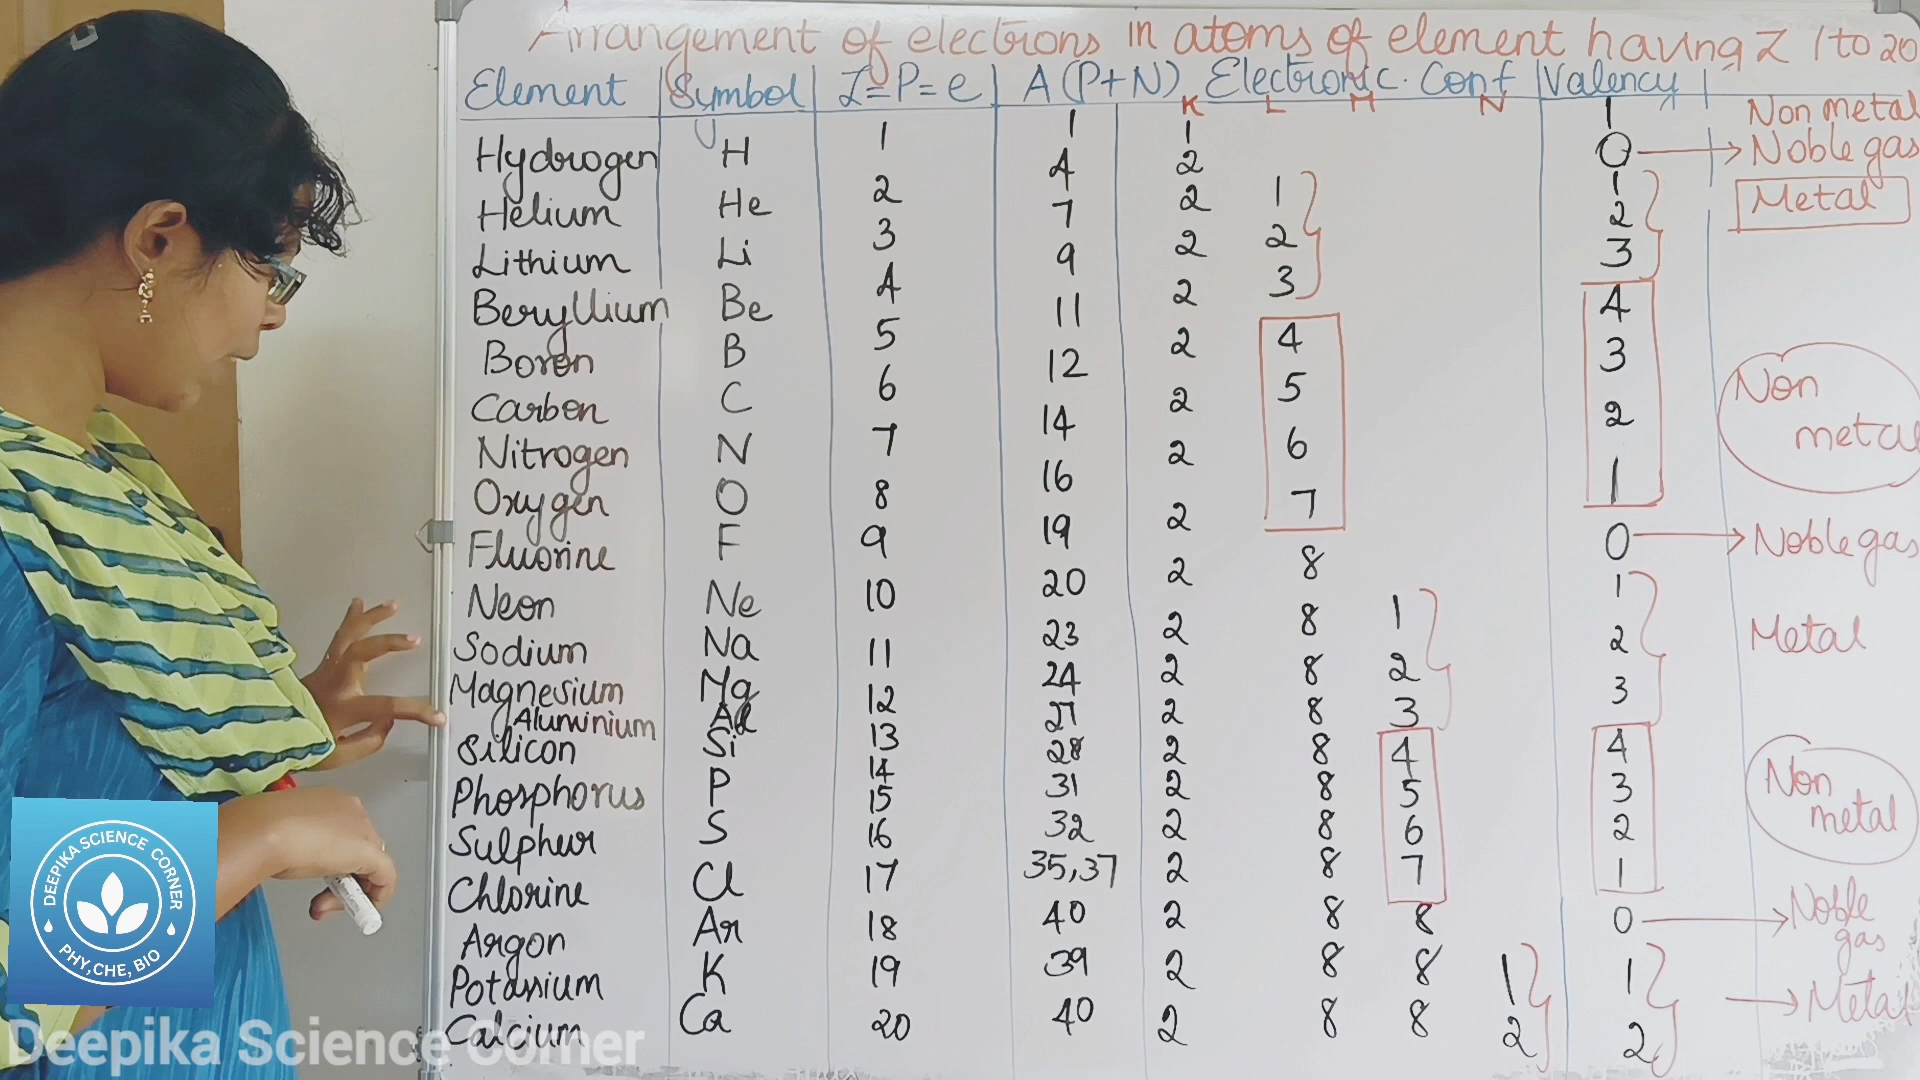 Arrangement of electrons in atoms of element having Z 1 to 20
Element Symbol Z=P=e A (P+N) Electronic. Conf Valency
K L M N
Hydrogen H 1 1 1 1 Non metal
Helium He 2 4 2 0 → Noble gas
Lithium Li 3 7 2 1 1 Metal
Beryllium Be 4 9 2 2 2
Boron B 5 11 2 3 3
Carbon C 6 12 2 4 4
Nitrogen N 7 14 2 5 3 Non
Oxygen O 8 16 2 6 2 metal
Fluorine F 9 19 2 7 1
Neon Ne 10 20 2 8 0 → Noble gas
Sodium Na 11 23 2 8 1 1
Magnesium Mg 12 24 2 8 2 2 Metal
Aluminium Al 13 27 2 8 3 3
Silicon Si 14 28 2 8 4 4
Phosphorus P 15 31 2 8 5 3 Non
Sulphur S 16 32 2 8 6 2 metal
Chlorine Cl 17 35,37 2 8 7 1
Argon Ar 18 40 2 8 8 0 → Noble gas
Potassium K 19 39 2 8 8 1 1 → Metal
Calcium Ca 20 40 2 8 8 2 2
DEEPIKA SCIENCE CORNER
PHY,CHE, BIO
Deepika Science Corner